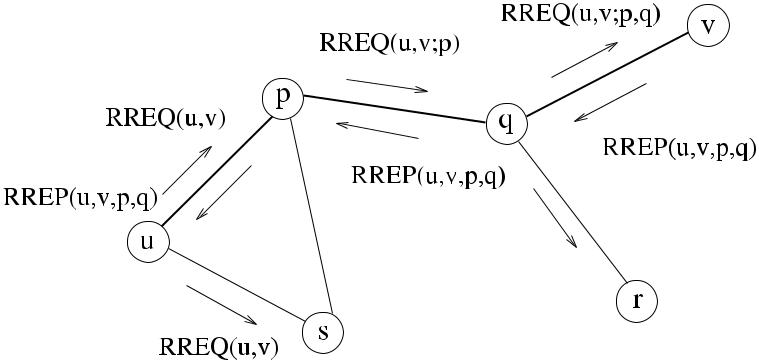 RREQ(u,v;p,q)
v
RREQ(u,v;p)
p
RREQ(u,v)
q
RREP(u,v,p,q)
RREP(u,v,p,q)
RREP(u,v,p,q)
u
r
s
RREQ(u,v)